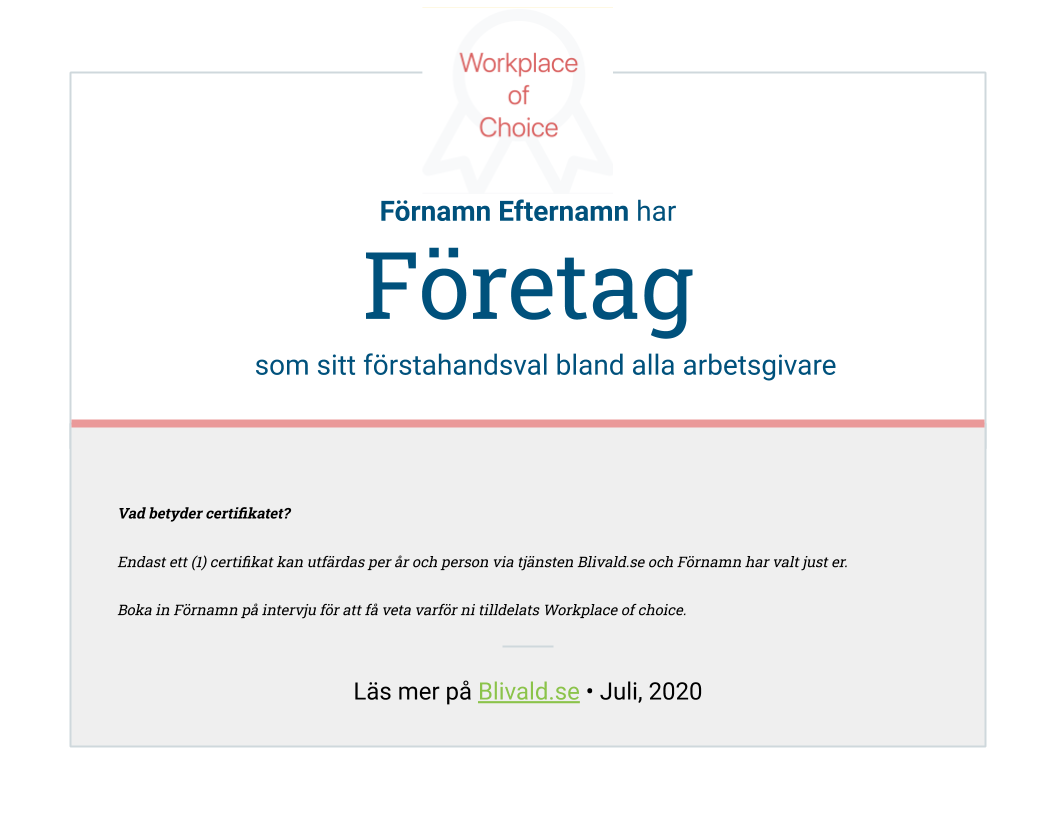 Workplace
of
Choice
Förnamn Efternamn har
Företag
som sitt förstahandsval bland alla arbetsgivare
Vad betyder certifikatet?
Endast ett (1) certifikat kan utfärdas per år och person via tjänsten Blivald.se och Förnamn har valt just er.
Boka in Förnamn på intervju för att få veta varför ni tilldelats Workplace of choice.
Läs mer på Blivald.se • Juli, 2020